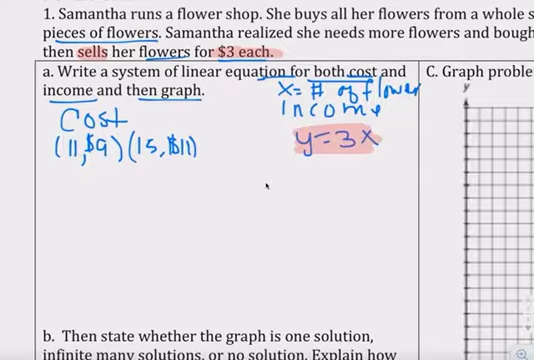 1. Samantha runs a flower shop. She buys all her flowers from a whole s
pieces of flowers. Samantha realized she needs more flowers and bough
then sells her flowers for $3 each.
a. Write a system of linear equation for both cost and
income and then graph.
C. Graph proble
x= # of flower
Income
Cost
(11,$9) (15,$11)
y=3x
y
b. Then state whether the graph is one solution,
infinite many solutions, or no solution. Explain how